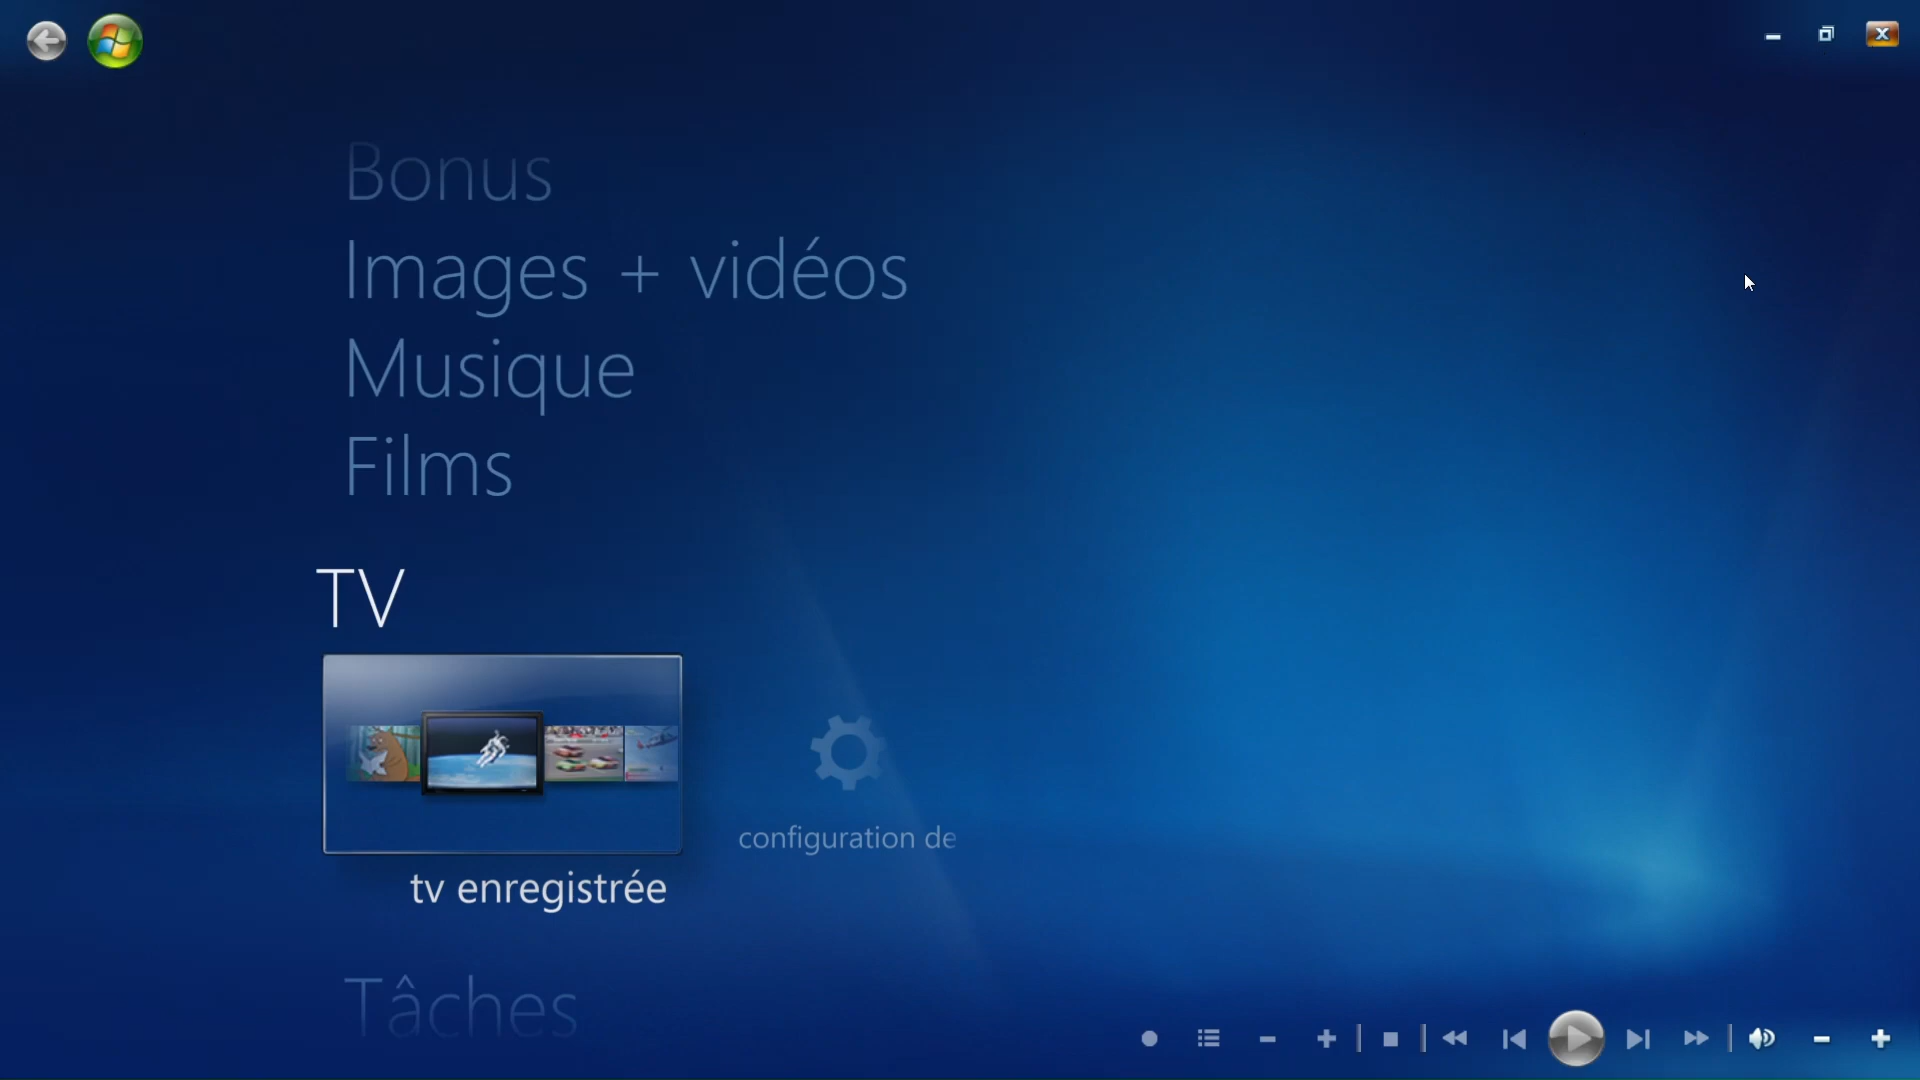 Bonus
Images + vidéos
Musique
Films
TV
configuration de
tv enregistrée
Tâches